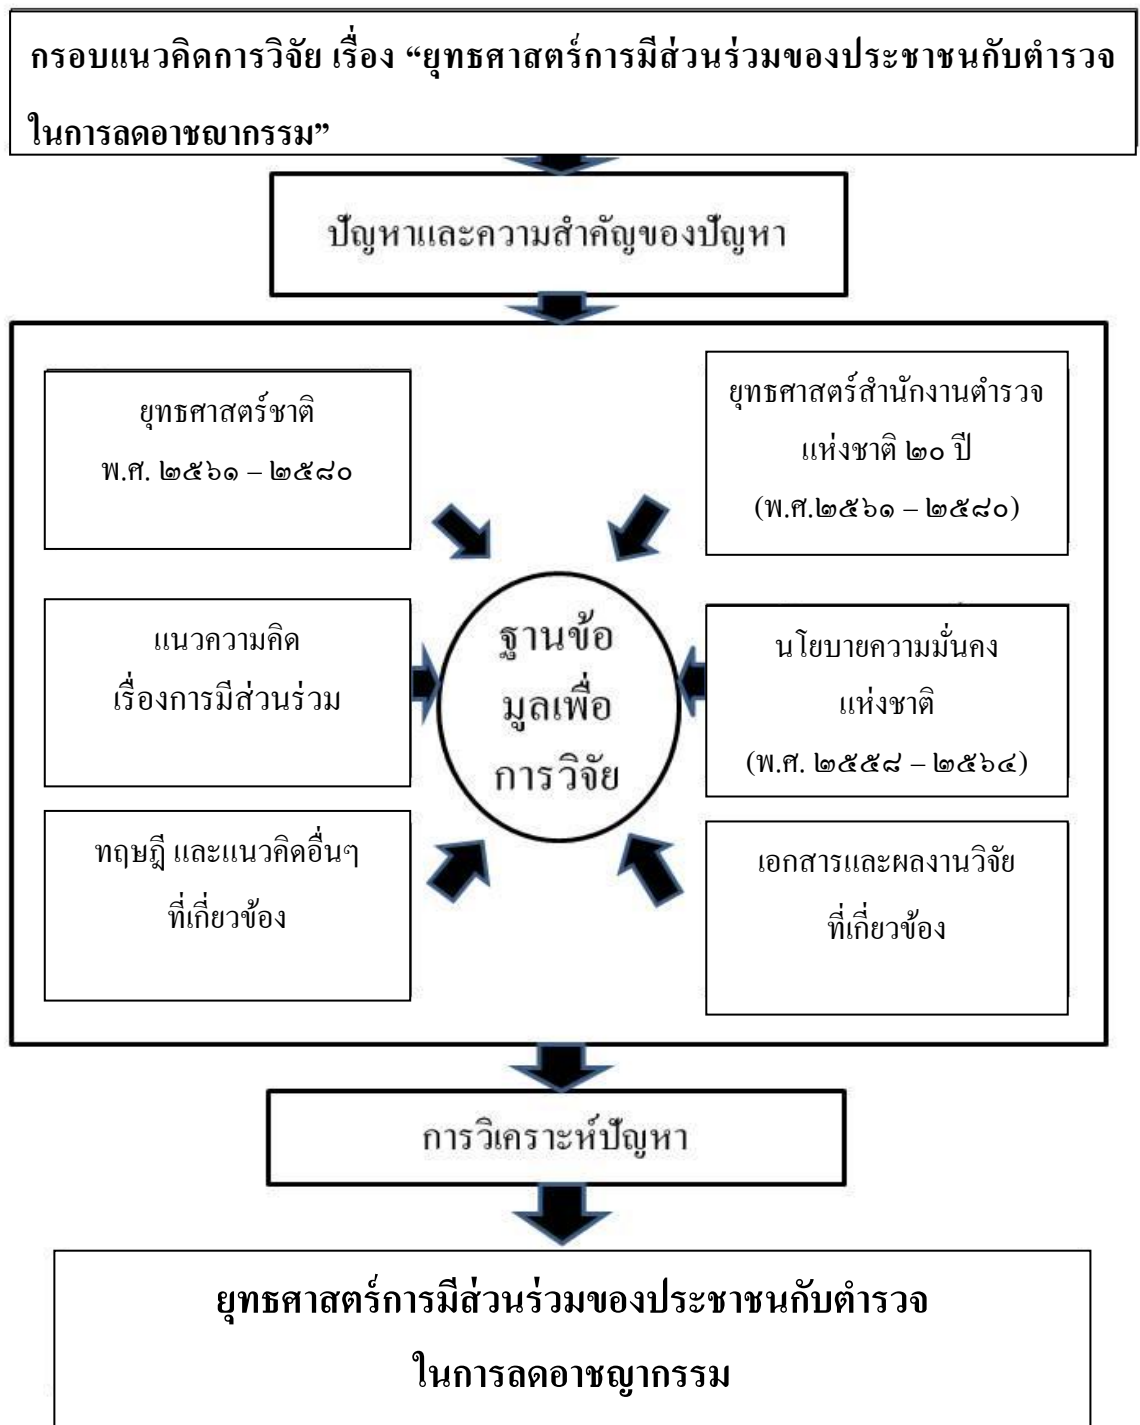 กรอบแนวคิดการวิจัย เรื่อง “ยุทธศาสตร์การมีส่วนร่วมของประชาชนกับตำรวจ
ในการลดอาชญากรรม”
ปัญหาและความสำคัญของปัญหา
ยุทธศาสตร์ชาติ
พ.ศ. ๒๕๖๑ – ๒๕๘๐
ยุทธศาสตร์สำนักงานตำรวจ
แห่งชาติ ๒๐ ปี
(พ.ศ.๒๕๖๑ – ๒๕๘๐)
แนวความคิด
เรื่องการมีส่วนร่วม
ฐานข้อ
มูลเพื่อ
การวิจัย
นโยบายความมั่นคง
แห่งชาติ
(พ.ศ. ๒๕๕๘ – ๒๕๖๔)
ทฤษฎี และแนวคิดอื่นๆ
ที่เกี่ยวข้อง
เอกสารและผลงานวิจัย
ที่เกี่ยวข้อง
การวิเคราะห์ปัญหา
ยุทธศาสตร์การมีส่วนร่วมของประชาชนกับตำรวจ
ในการลดอาชญากรรม